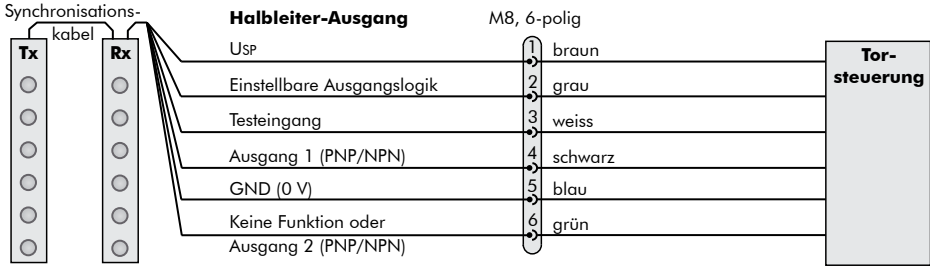 Synchronisations-
kabel
Tx
Rx
Halbleiter-Ausgang
M8, 6-polig
USP
1
braun
Einstellbare Ausgangslogik
2
grau
Testeingang
3
weiss
Ausgang 1 (PNP/NPN)
4
schwarz
GND (0 V)
5
blau
Keine Funktion oder
Ausgang 2 (PNP/NPN)
6
grün
Tor-
steuerung